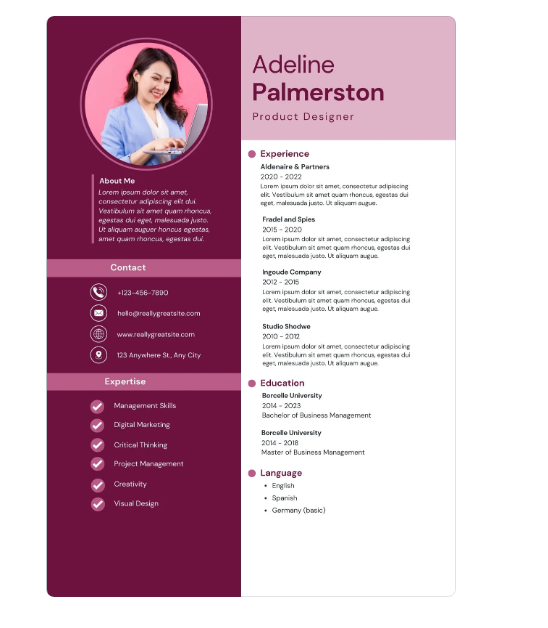 Adeline
Palmerston
Product Designer
About Me
Lorem ipsum dolor sit amet,
consectetur adipiscing elit dui.
Vestibulum sit amet quam rhoncus,
egestas dui eget, malesuada justo.
Ut aliquam auguer honcus egestas,
amet quam rhoncus, egestas dui.
Contact
+123-456-7890
hello@reallygreatsite.com
www.reallygreatsite.com
123 Anywhere St., Any City
Expertise
Management Skills
Digital Marketing
Critical Thinking
Project Management
Creativity
Visual Design
Experience
Aldenaire & Partners
2020 - 2022
Lorem ipsum dolor sit amet, consectetur adipiscing
elit. Vestibulum sit amet quam rhoncus, egestas dui
eget, malesuada justo. Ut aliquam augue.
Fradel and Spies
2015 - 2020
Lorem ipsum dolor sit amet, consectetur adipiscing
elit. Vestibulum sit amet quam rhoncus, egestas dui
eget, malesuada justo. Ut aliquam augue.
Ingoude Company
2012 - 2015
Lorem ipsum dolor sit amet, consectetur adipiscing
elit. Vestibulum sit amet quam rhoncus, egestas dui
eget, malesuada justo. Ut aliquam augue.
Studio Shodwe
2010 - 2012
Lorem ipsum dolor sit amet, consectetur adipiscing
elit. Vestibulum sit amet quam rhoncus, egestas dui
eget, malesuada justo. Ut aliquam augue.
Education
Borcelle University
2014 - 2023
Bachelor of Business Management
Borcelle University
2014 - 2018
Master of Business Management
Language
• English
• Spanish
• Germany (basic)